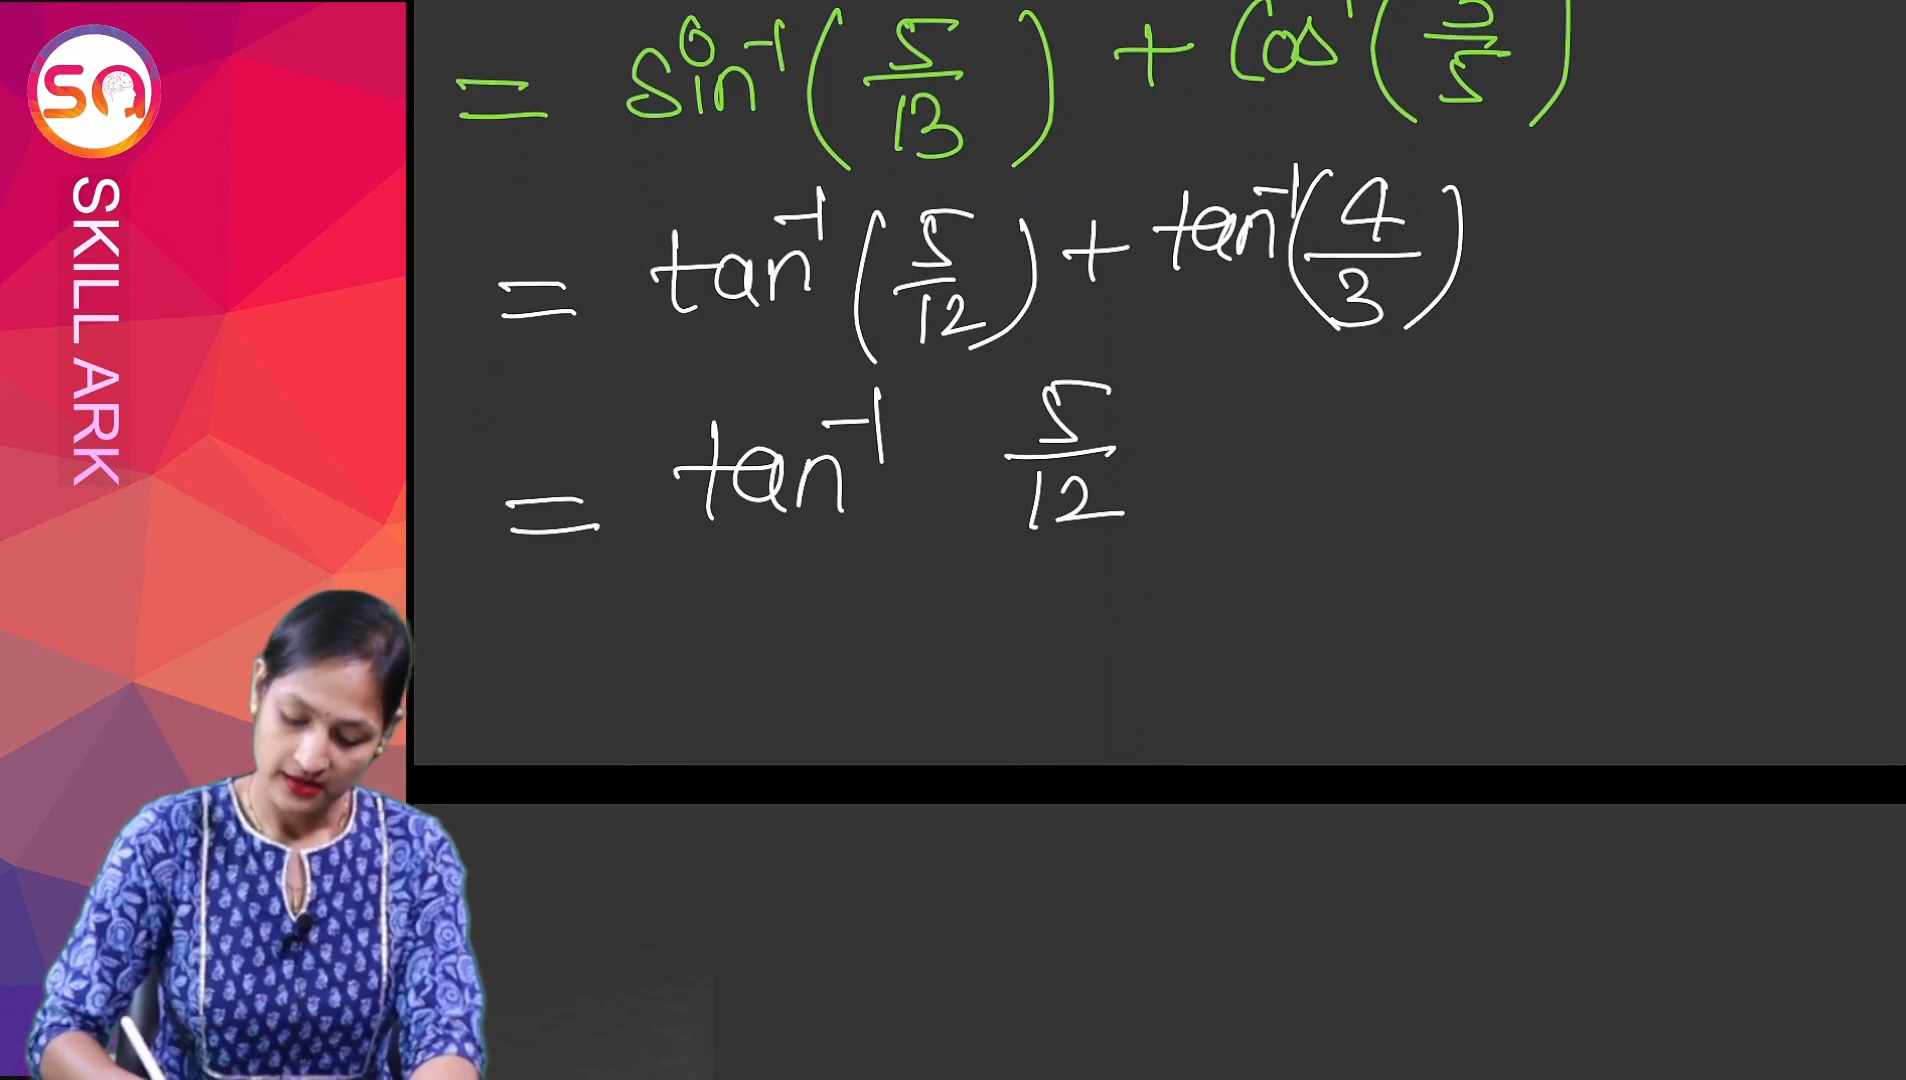 SA
SKILL ARK
= sin⁻¹(5/13) + Cos⁻¹(3/5)
= tan⁻¹(5/12) + tan⁻¹(4/3)
= tan⁻¹ 5/12